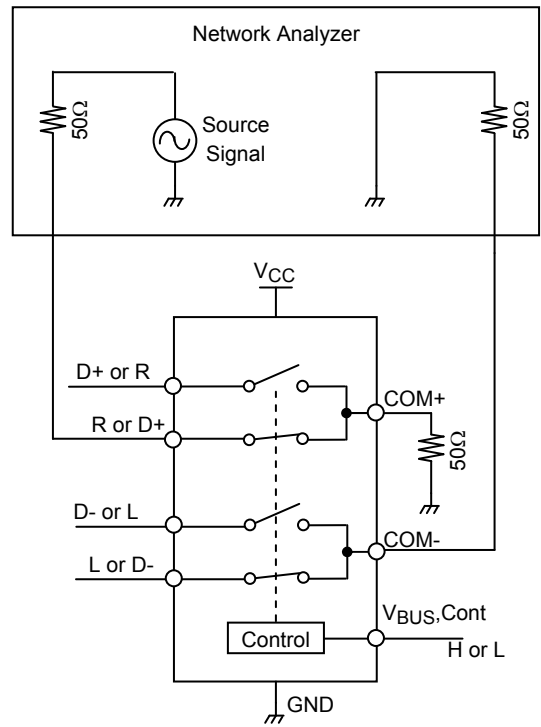 Network Analyzer
50Ω
Source
Signal
50Ω
VCC
D+ or R
COM+
R or D+
50Ω
D- or L
COM-
L or D-
VBUS,Cont
Control
H or L
GND